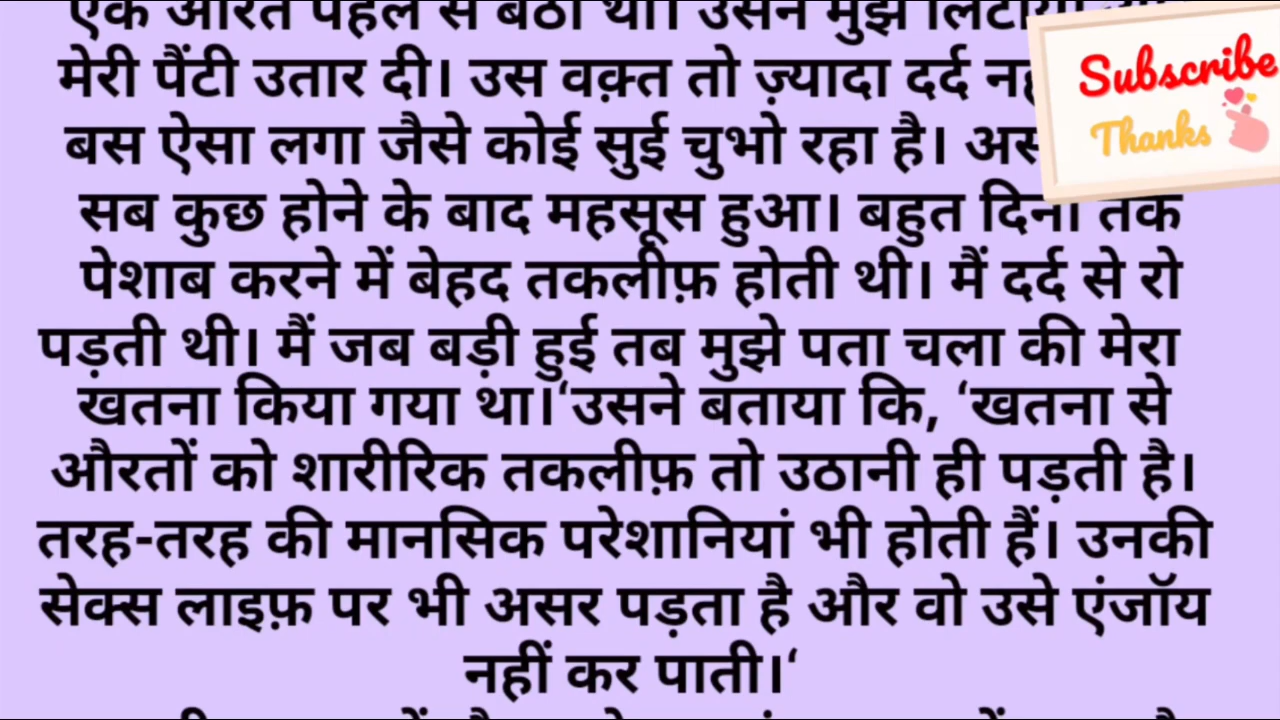 एक औरत पहले से बैठी थी। उसने मुझे लिटाया
मेरी पैंटी उतार दी। उस वक़्त तो ज़्यादा दर्द
बस ऐसा लगा जैसे कोई सुई चुभो रहा है।
सब कुछ होने के बाद महसूस हुआ। बहुत दिनों तक
पेशाब करने में बेहद तकलीफ़ होती थी। मैं दर्द से रो
पड़ती थी। मैं जब बड़ी हुई तब मुझे पता चला की मेरा
खतना किया गया था।‘उसने बताया कि, ‘खतना से
औरतों को शारीरिक तकलीफ़ तो उठानी ही पड़ती है।
तरह-तरह की मानसिक परेशानियां भी होती हैं। उनकी
सेक्स लाइफ़ पर भी असर पड़ता है और वो उसे एंजॉय
नहीं कर पाती।‘
Subscribe
Thanks